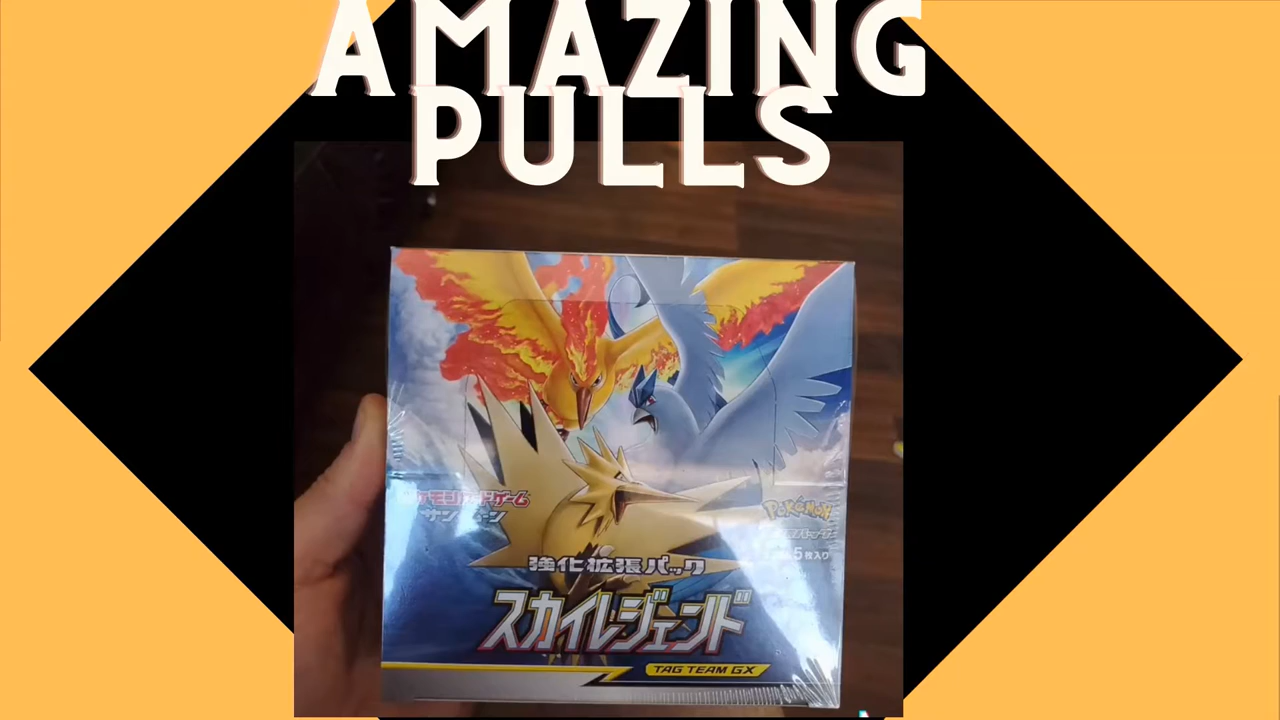 AMAZING
PULLS
ポケモンカードゲーム
サン&ムーン
Pokémon
5枚入り
強化拡張パック
スカイレジェンド
TAG TEAM GX